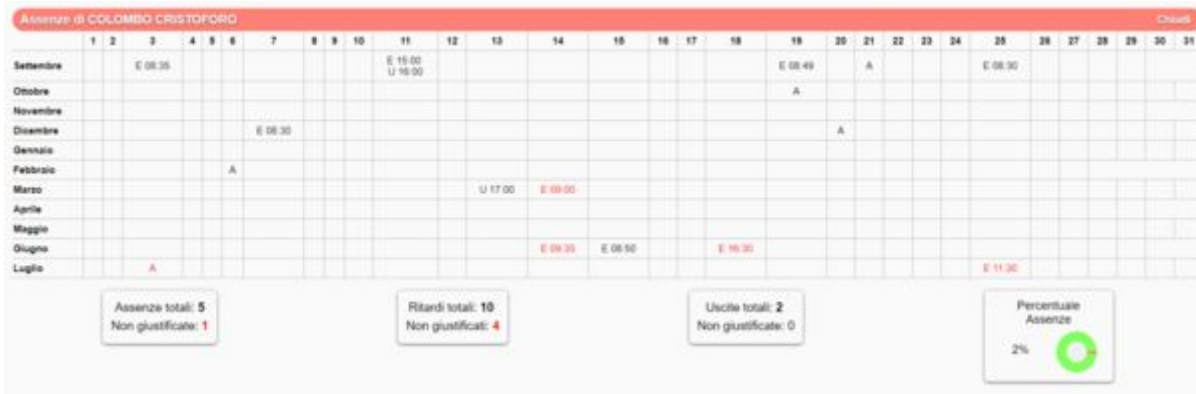 Assenze di COLOMBO CRISTOFORO Chiudi
1 2 3 4 5 6 7 8 9 10 11 12 13 14 15 16 17 18 19 20 21 22 23 24 25 26 27 28 29 30 31
Settembre E 08:35 E 15:00 U 16:00 E 08:49 A E 08:30
Ottobre A
Novembre
Dicembre E 08:30 A
Gennaio
Febbraio A
Marzo U 17:00 E 09:00
Aprile
Maggio
Giugno E 09:35 E 08:50 E 16:30
Luglio A E 11:30
Assenze totali: 5
Non giustificate: 1
Ritardi totali: 10
Non giustificati: 4
Uscite totali: 2
Non giustificate: 0
Percentuale
Assenze
2%